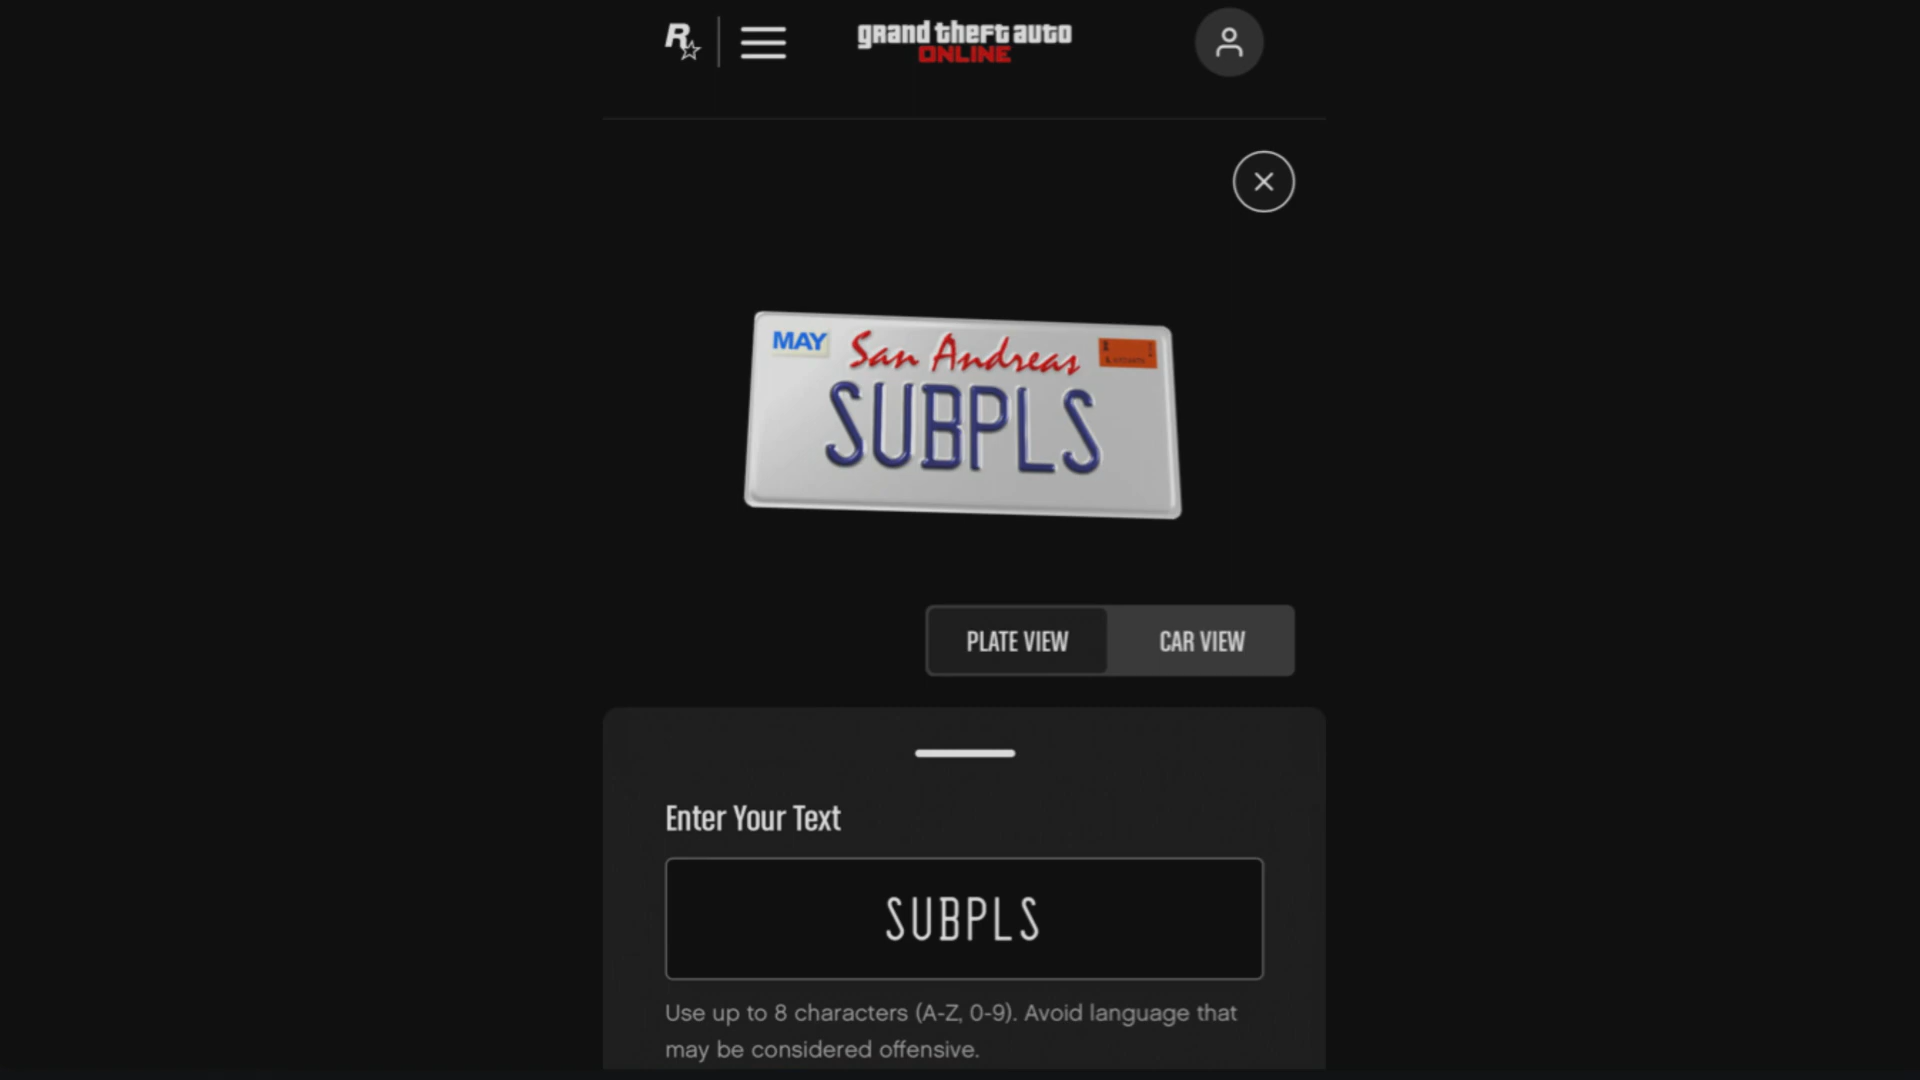 R
grand theft auto
ONLINE
MAY
San Andreas
SUBPLS
PLATE VIEW
CAR VIEW
Enter Your Text
SUBPLS
Use up to 8 characters (A-Z, 0-9). Avoid language that
may be considered offensive.